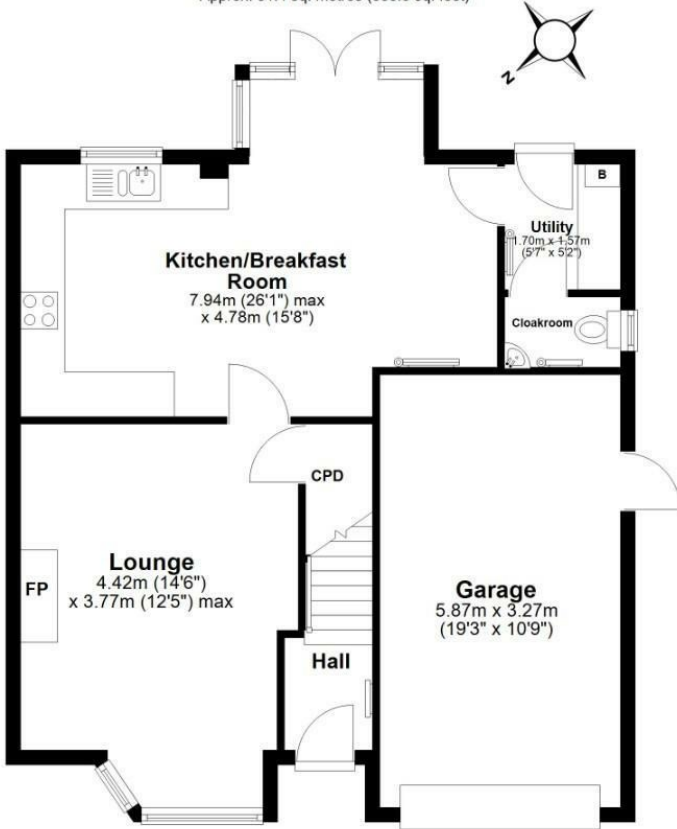 N
B
Utility
1.70m x 1.57m
(5'7" x 5'2")
Kitchen/Breakfast
Room
7.94m (26'1") max
x 4.78m (15'8")
Cloakroom
CPD
Lounge
4.42m (14'6")
x 3.77m (12'5") max
FP
Garage
5.87m x 3.27m
(19'3" x 10'9")
Hall